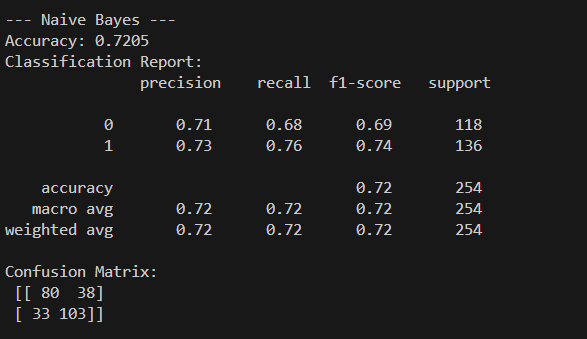 --- Naive Bayes ---
Accuracy: 0.7205
Classification Report:
              precision    recall  f1-score   support

           0       0.71      0.68      0.69       118
           1       0.73      0.76      0.74       136

    accuracy                           0.72       254
   macro avg       0.72      0.72      0.72       254
weighted avg       0.72      0.72      0.72       254

Confusion Matrix:
 [[ 80  38]
 [ 33 103]]